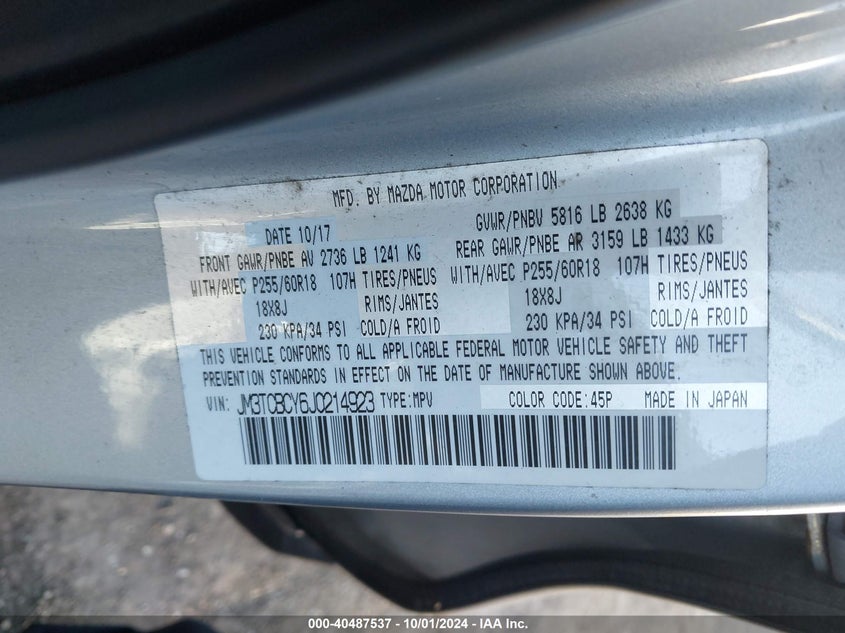 MFD. BY MAZDA MOTOR CORPORATION
DATE 10/17 GVWR/PNBV 5816 LB 2638 KG
FRONT GAWR/PNBE AV 2736 LB 1241 KG REAR GAWR/PNBE AR 3159 LB 1433 KG
WITH/AVEC P255/60R18 107H TIRES/PNEUS WITH/AVEC P255/60R18 107H TIRES/PNEUS
18X8J RIMS/JANTES 18X8J RIMS/JANTES
230 KPA/34 PSI COLD/A FROID 230 KPA/34 PSI COLD/A FROID
THIS VEHICLE CONFORMS TO ALL APPLICABLE FEDERAL MOTOR VEHICLE SAFETY AND THEFT
PREVENTION STANDARDS IN EFFECT ON THE DATE OF MANUFACTURE SHOWN ABOVE.
VIN: JM3TCBCY6J0214923 TYPE:MPV COLOR CODE:45P MADE IN JAPAN
000-40487537 - 10/01/2024 - IAAI Inc.